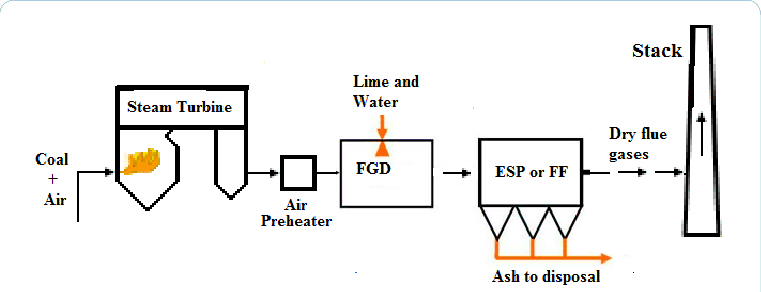 Stack
Lime and
Water
Steam Turbine
Dry flue
gases
Coal
+
Air
FGD
ESP or FF
Air
Preheater
Ash to disposal